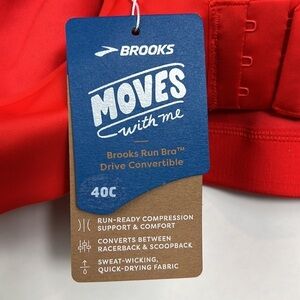 BROOKS
MOVES
with me
Brooks Run Bra™
Drive Convertible
40C
RUN-READY COMPRESSION
SUPPORT & COMFORT
CONVERTS BETWEEN
RACERBACK & SCOOPBACK
SWEAT-WICKING,
QUICK-DRYING FABRIC